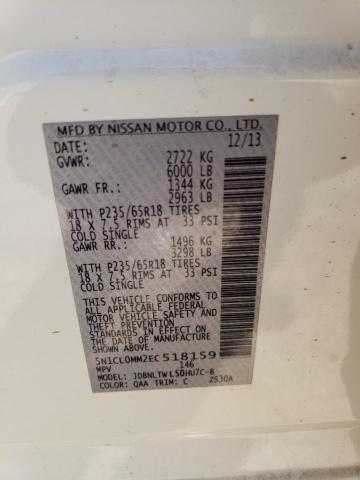 MFD BY NISSAN MOTOR CO., LTD.
DATE: 12/13
GVWR: 2722 KG
6000 LB
GAWR FR: 1344 KG
2963 LB
WITH P235/65R18 TIRES
18 X 7.5 RIMS AT 33 PSI
COLD SINGLE
GAWR RR: 1496 KG
3298 LB
WITH P235/65R18 TIRES
18 X 7.5 RIMS AT 33 PSI
COLD SINGLE
THIS VEHICLE CONFORMS
TO ALL APPLICABLE FEDERAL
MOTOR VEHICLE SAFETY AND
THEFT PREVENTION
STANDARDS IN EFFECT ON
THE DATE OF MANUFACTURE
SHOWN ABOVE.
5N1CL0MM2EC518159
MPV 146
MODEL: JDBNLTWL50HU7C-B
COLOR: QAA TRIM: C Z530A